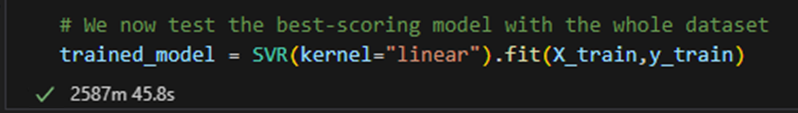 # We now test the best-scoring model with the whole dataset
trained_model = SVR(kernel="linear").fit(X_train,y_train)
2587m 45.8s